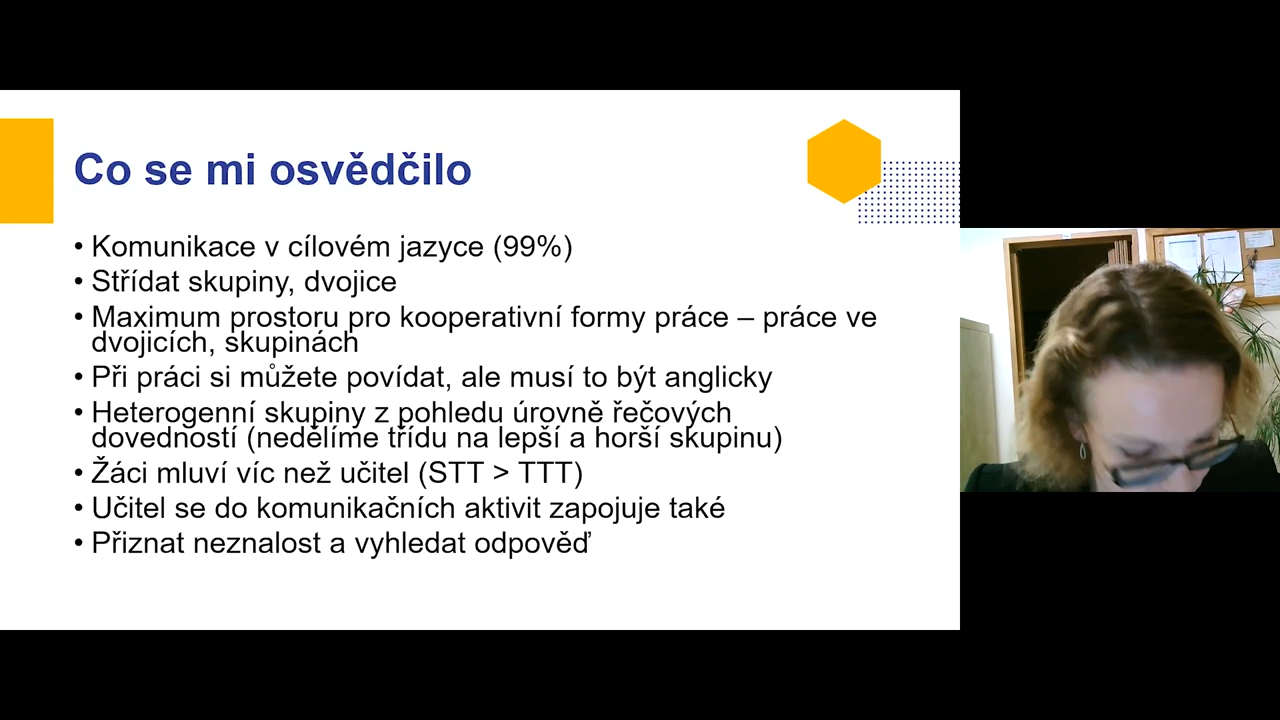 Co se mi osvědčilo
• Komunikace v cílovém jazyce (99%)
• Střídat skupiny, dvojice
• Maximum prostoru pro kooperativní formy práce – práce ve
dvojicích, skupinách
• Při práci si můžete povídat, ale musí to být anglicky
• Heterogenní skupiny z pohledu úrovně řečových
dovedností (nedělíme třídu na lepší a horší skupinu)
• Žáci mluví víc než učitel (STT > TTT)
• Učitel se do komunikačních aktivit zapojuje také
• Přiznat neznalost a vyhledat odpověď